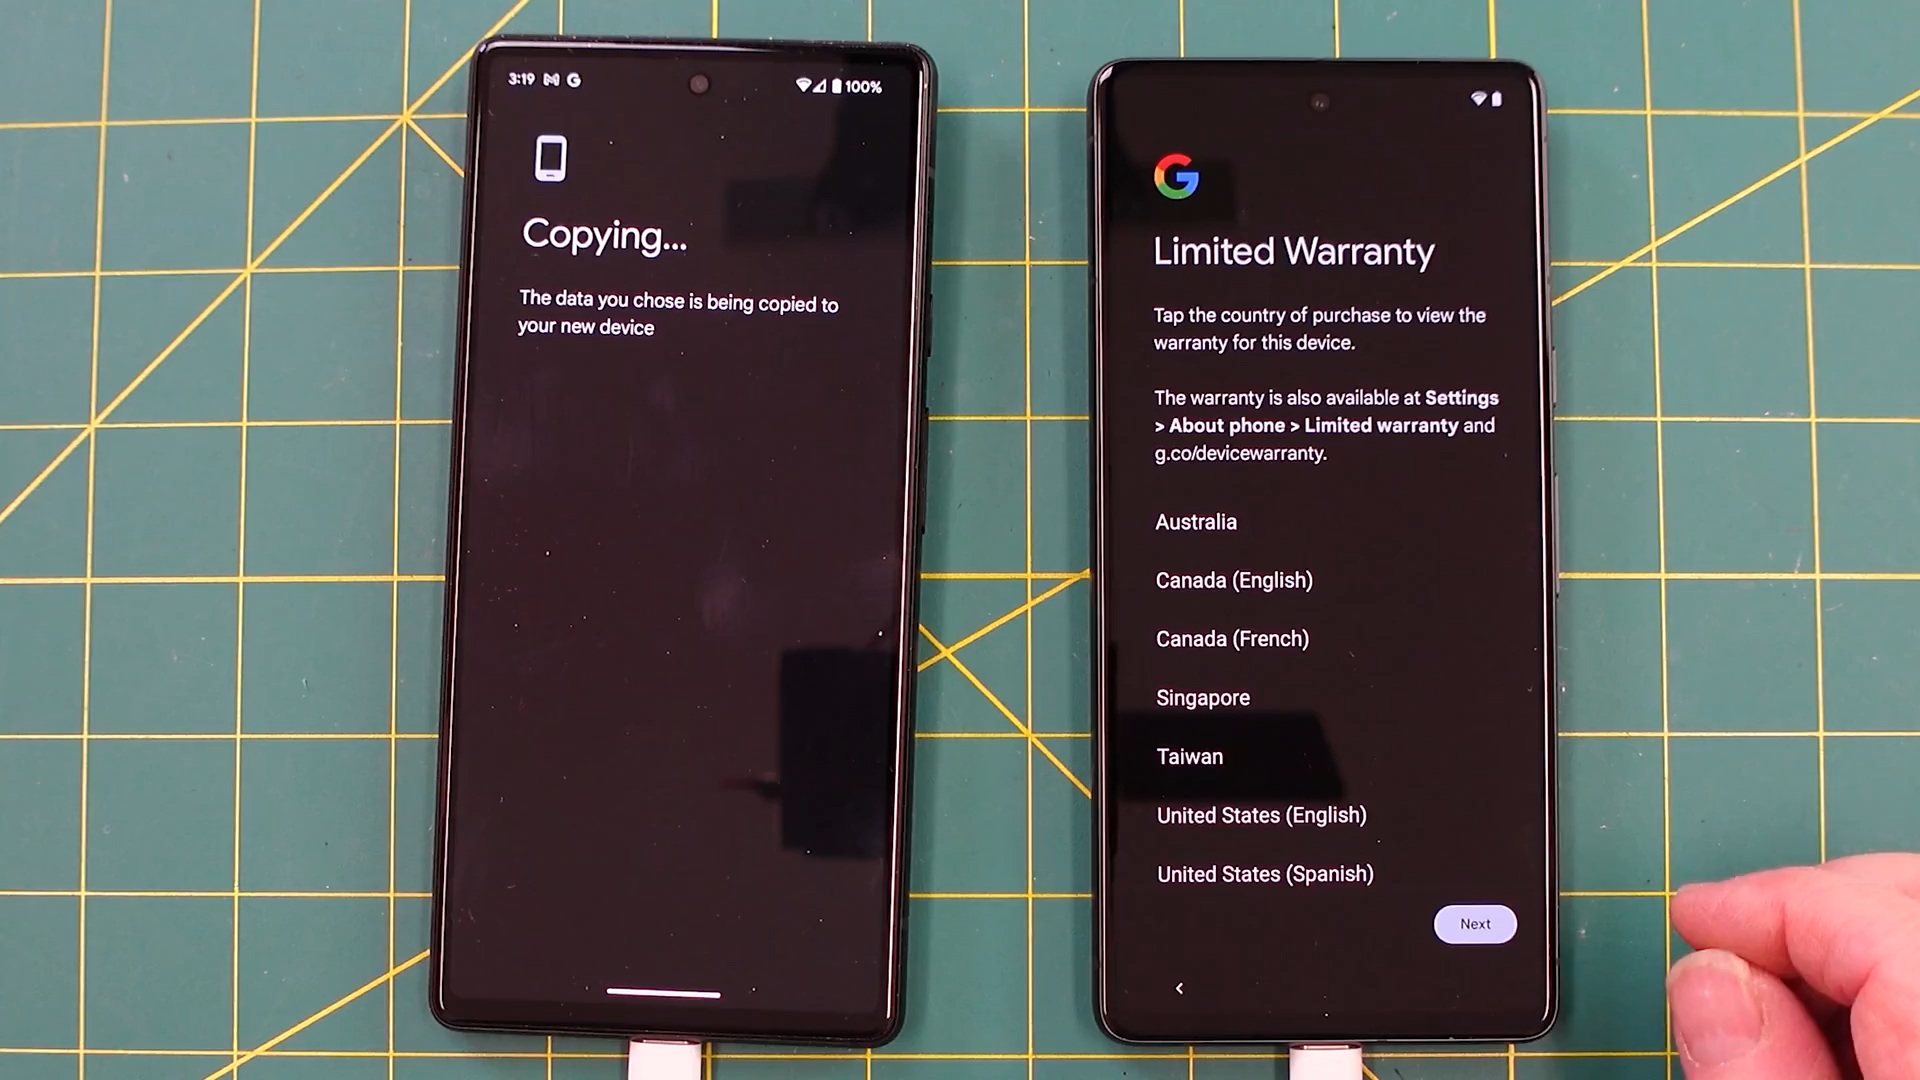 3:19
100%
Copying...
The data you chose is being copied to
your new device
Limited Warranty
Tap the country of purchase to view the
warranty for this device.
The warranty is also available at Settings
> About phone > Limited warranty and
g.co/devicewarranty.
Australia
Canada (English)
Canada (French)
Singapore
Taiwan
United States (English)
United States (Spanish)
Next